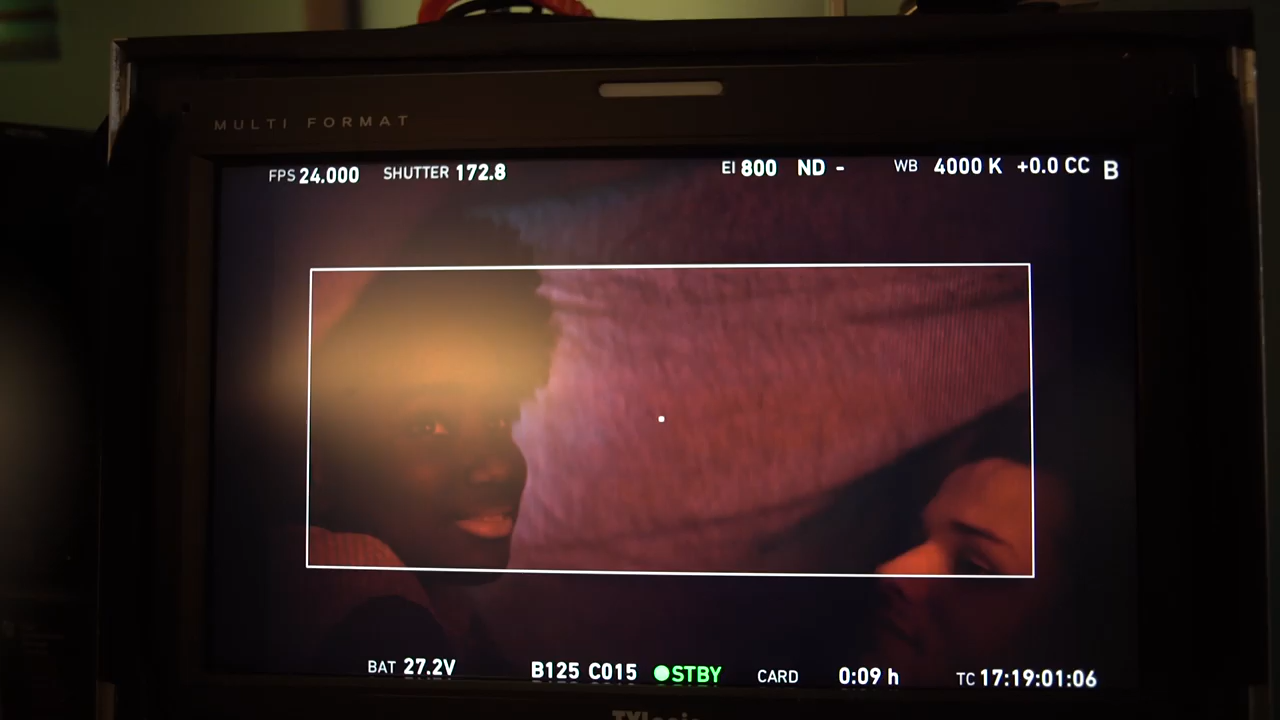 MULTI FORMAT
FPS 24.000 SHUTTER 172.8 EI 800 ND - WB 4000 K +0.0 CC B
BAT 27.2V B125 C015 STBY CARD 0:09 h TC 17:19:01:06